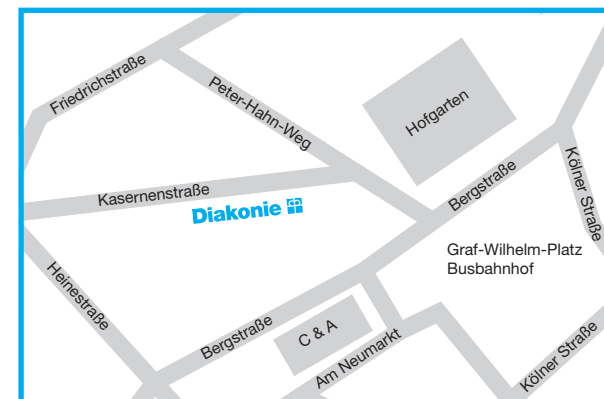 Friedrichstraße
Peter-Hahn-Weg
Hofgarten
Kasernenstraße
Diakonie
Bergstraße
Kölner Straße
Graf-Wilhelm-Platz
Busbahnhof
Heinestraße
Bergstraße
C & A
Am Neumarkt
Kölner Straße